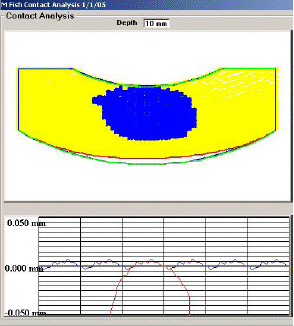 M Fish Contact Analysis 1/1/05
Contact Analysis
Depth 10 mm
0.050 mm
0.000 mm
-0.050 mm